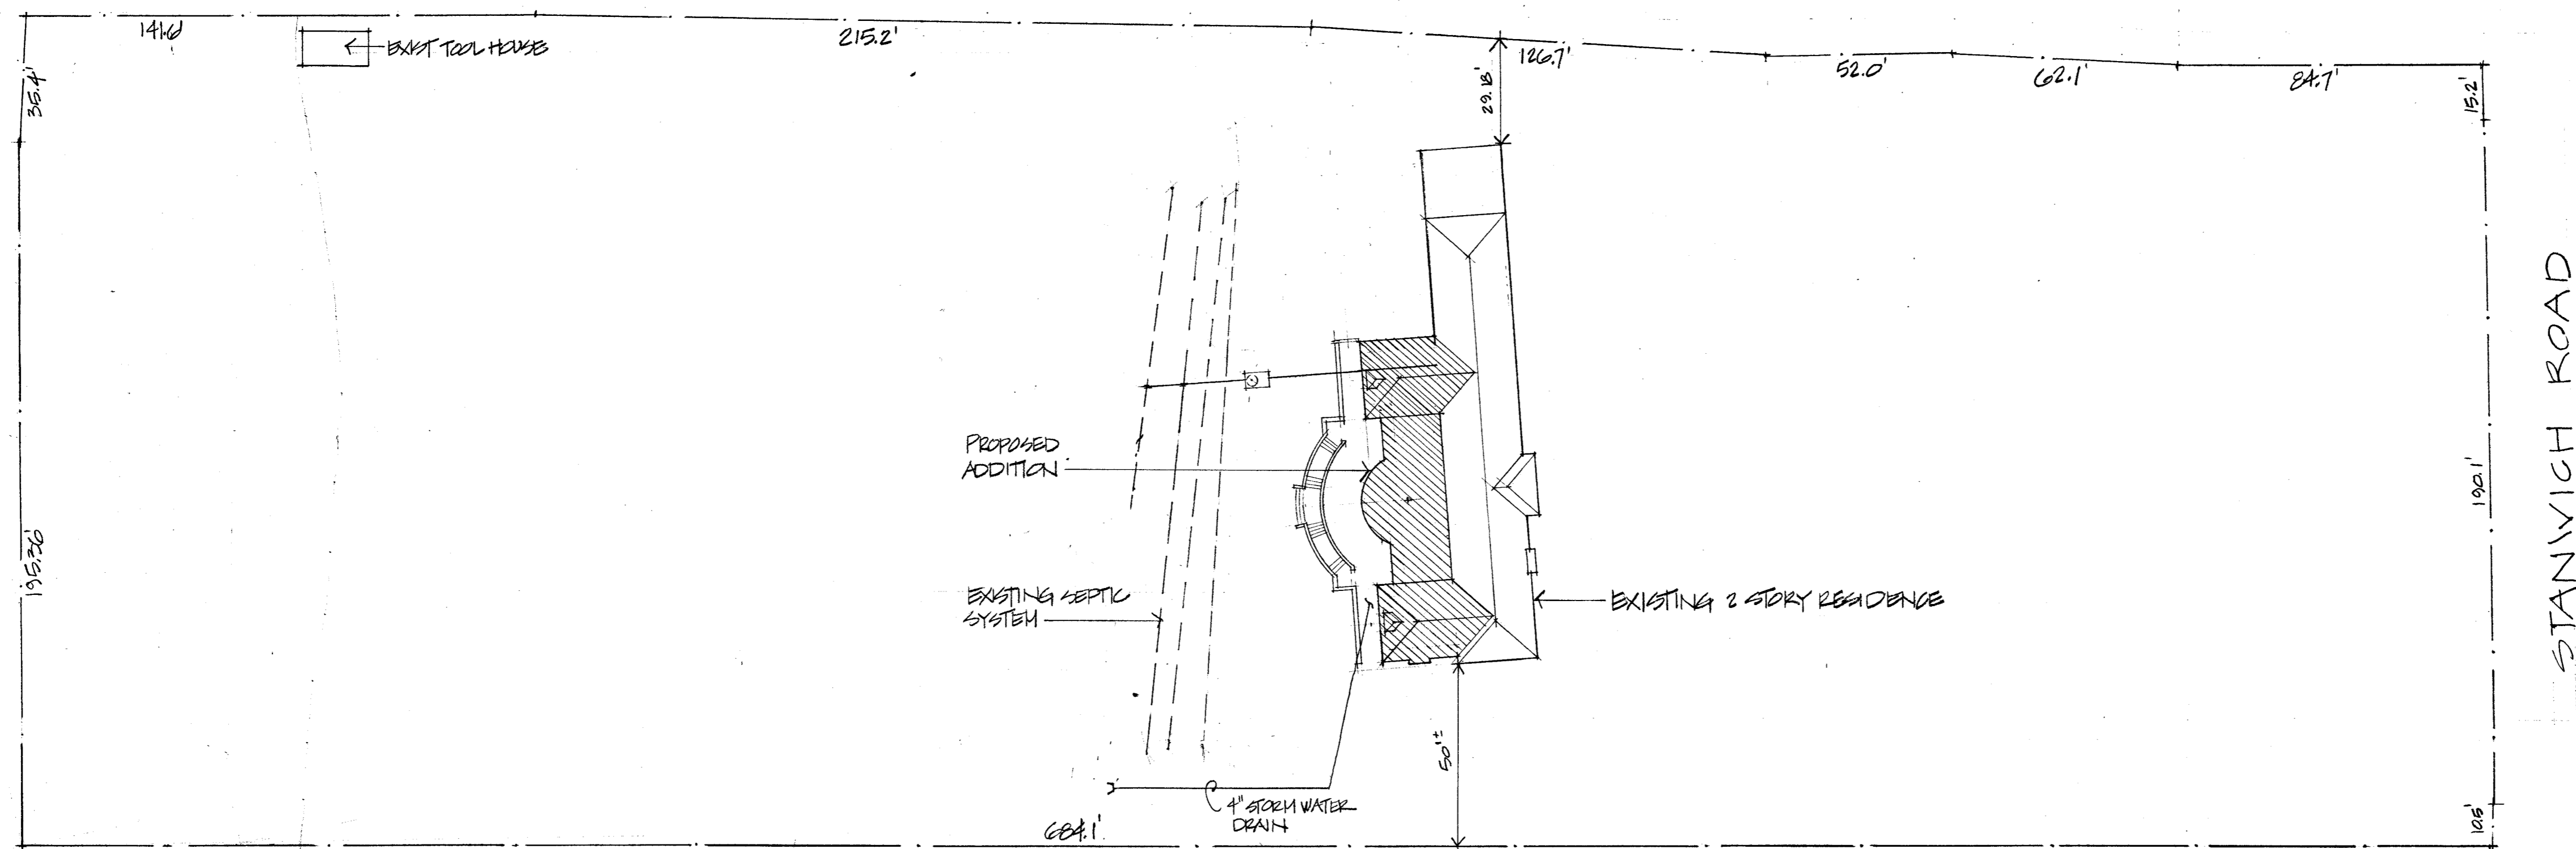 141.6'
EXIST TOOL HOUSE
215.2'
126.7'
52.0'
62.1'
84.7'
35.4'
29.18'
15.2'
PROPOSED
ADDITION
190.1'
STANWICH ROAD
195.36'
EXISTING SEPTIC
SYSTEM
EXISTING 2 STORY RESIDENCE
50'±
4" STORM WATER
DRAIN
684.1'
10.5'